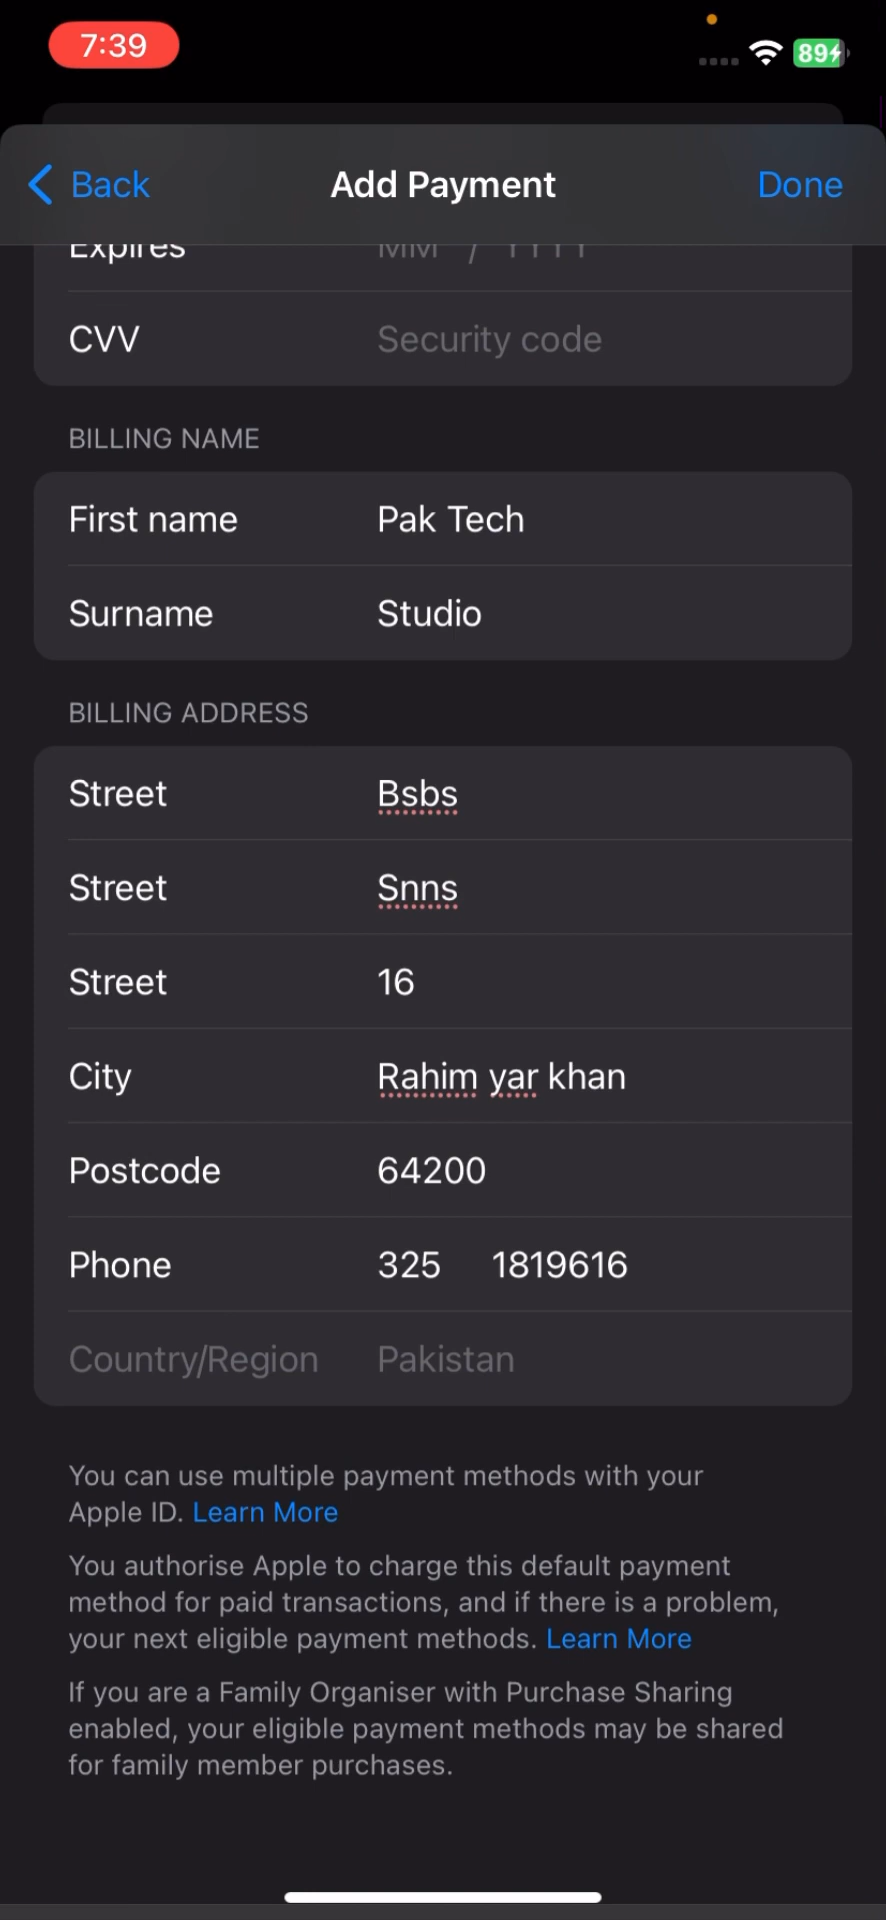 7:39
89
Back
Add Payment
Done
Expires MM / YYYY
CVV Security code
BILLING NAME
First name Pak Tech
Surname Studio
BILLING ADDRESS
Street Bsbs
Street Snns
Street 16
City Rahim yar khan
Postcode 64200
Phone 325 1819616
Country/Region Pakistan
You can use multiple payment methods with your
Apple ID. Learn More
You authorise Apple to charge this default payment
method for paid transactions, and if there is a problem,
your next eligible payment methods. Learn More
If you are a Family Organiser with Purchase Sharing
enabled, your eligible payment methods may be shared
for family member purchases.